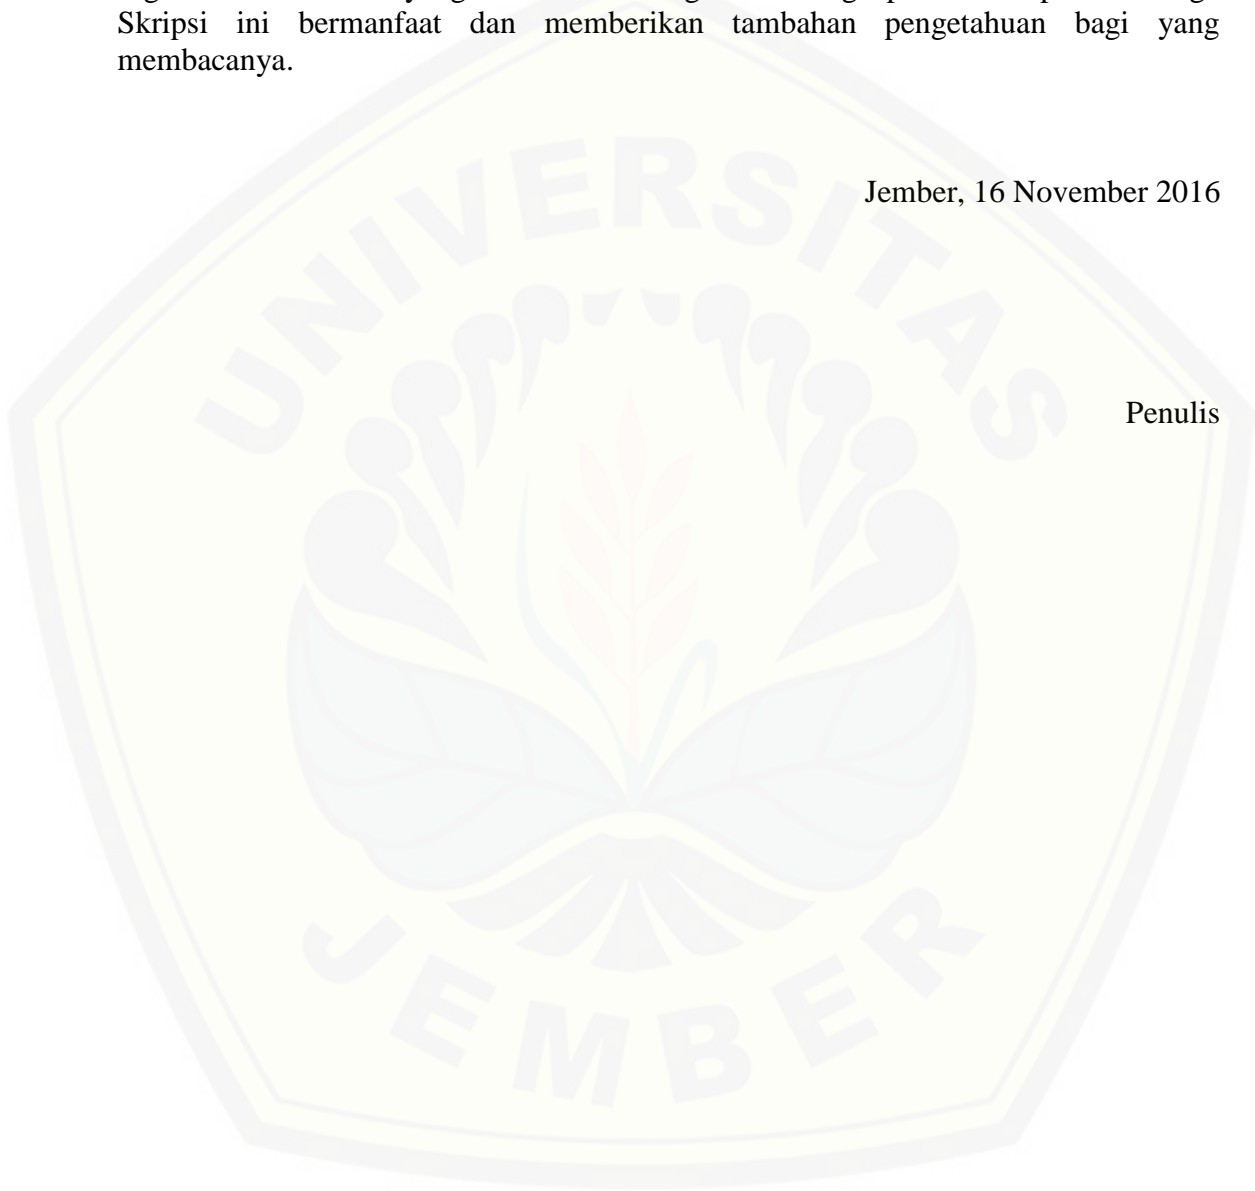 Skripsi ini bermanfaat dan memberikan tambahan pengetahuan bagi yang
membacanya.
Jember, 16 November 2016
Penulis
UNIVERSITAS
JEMBER